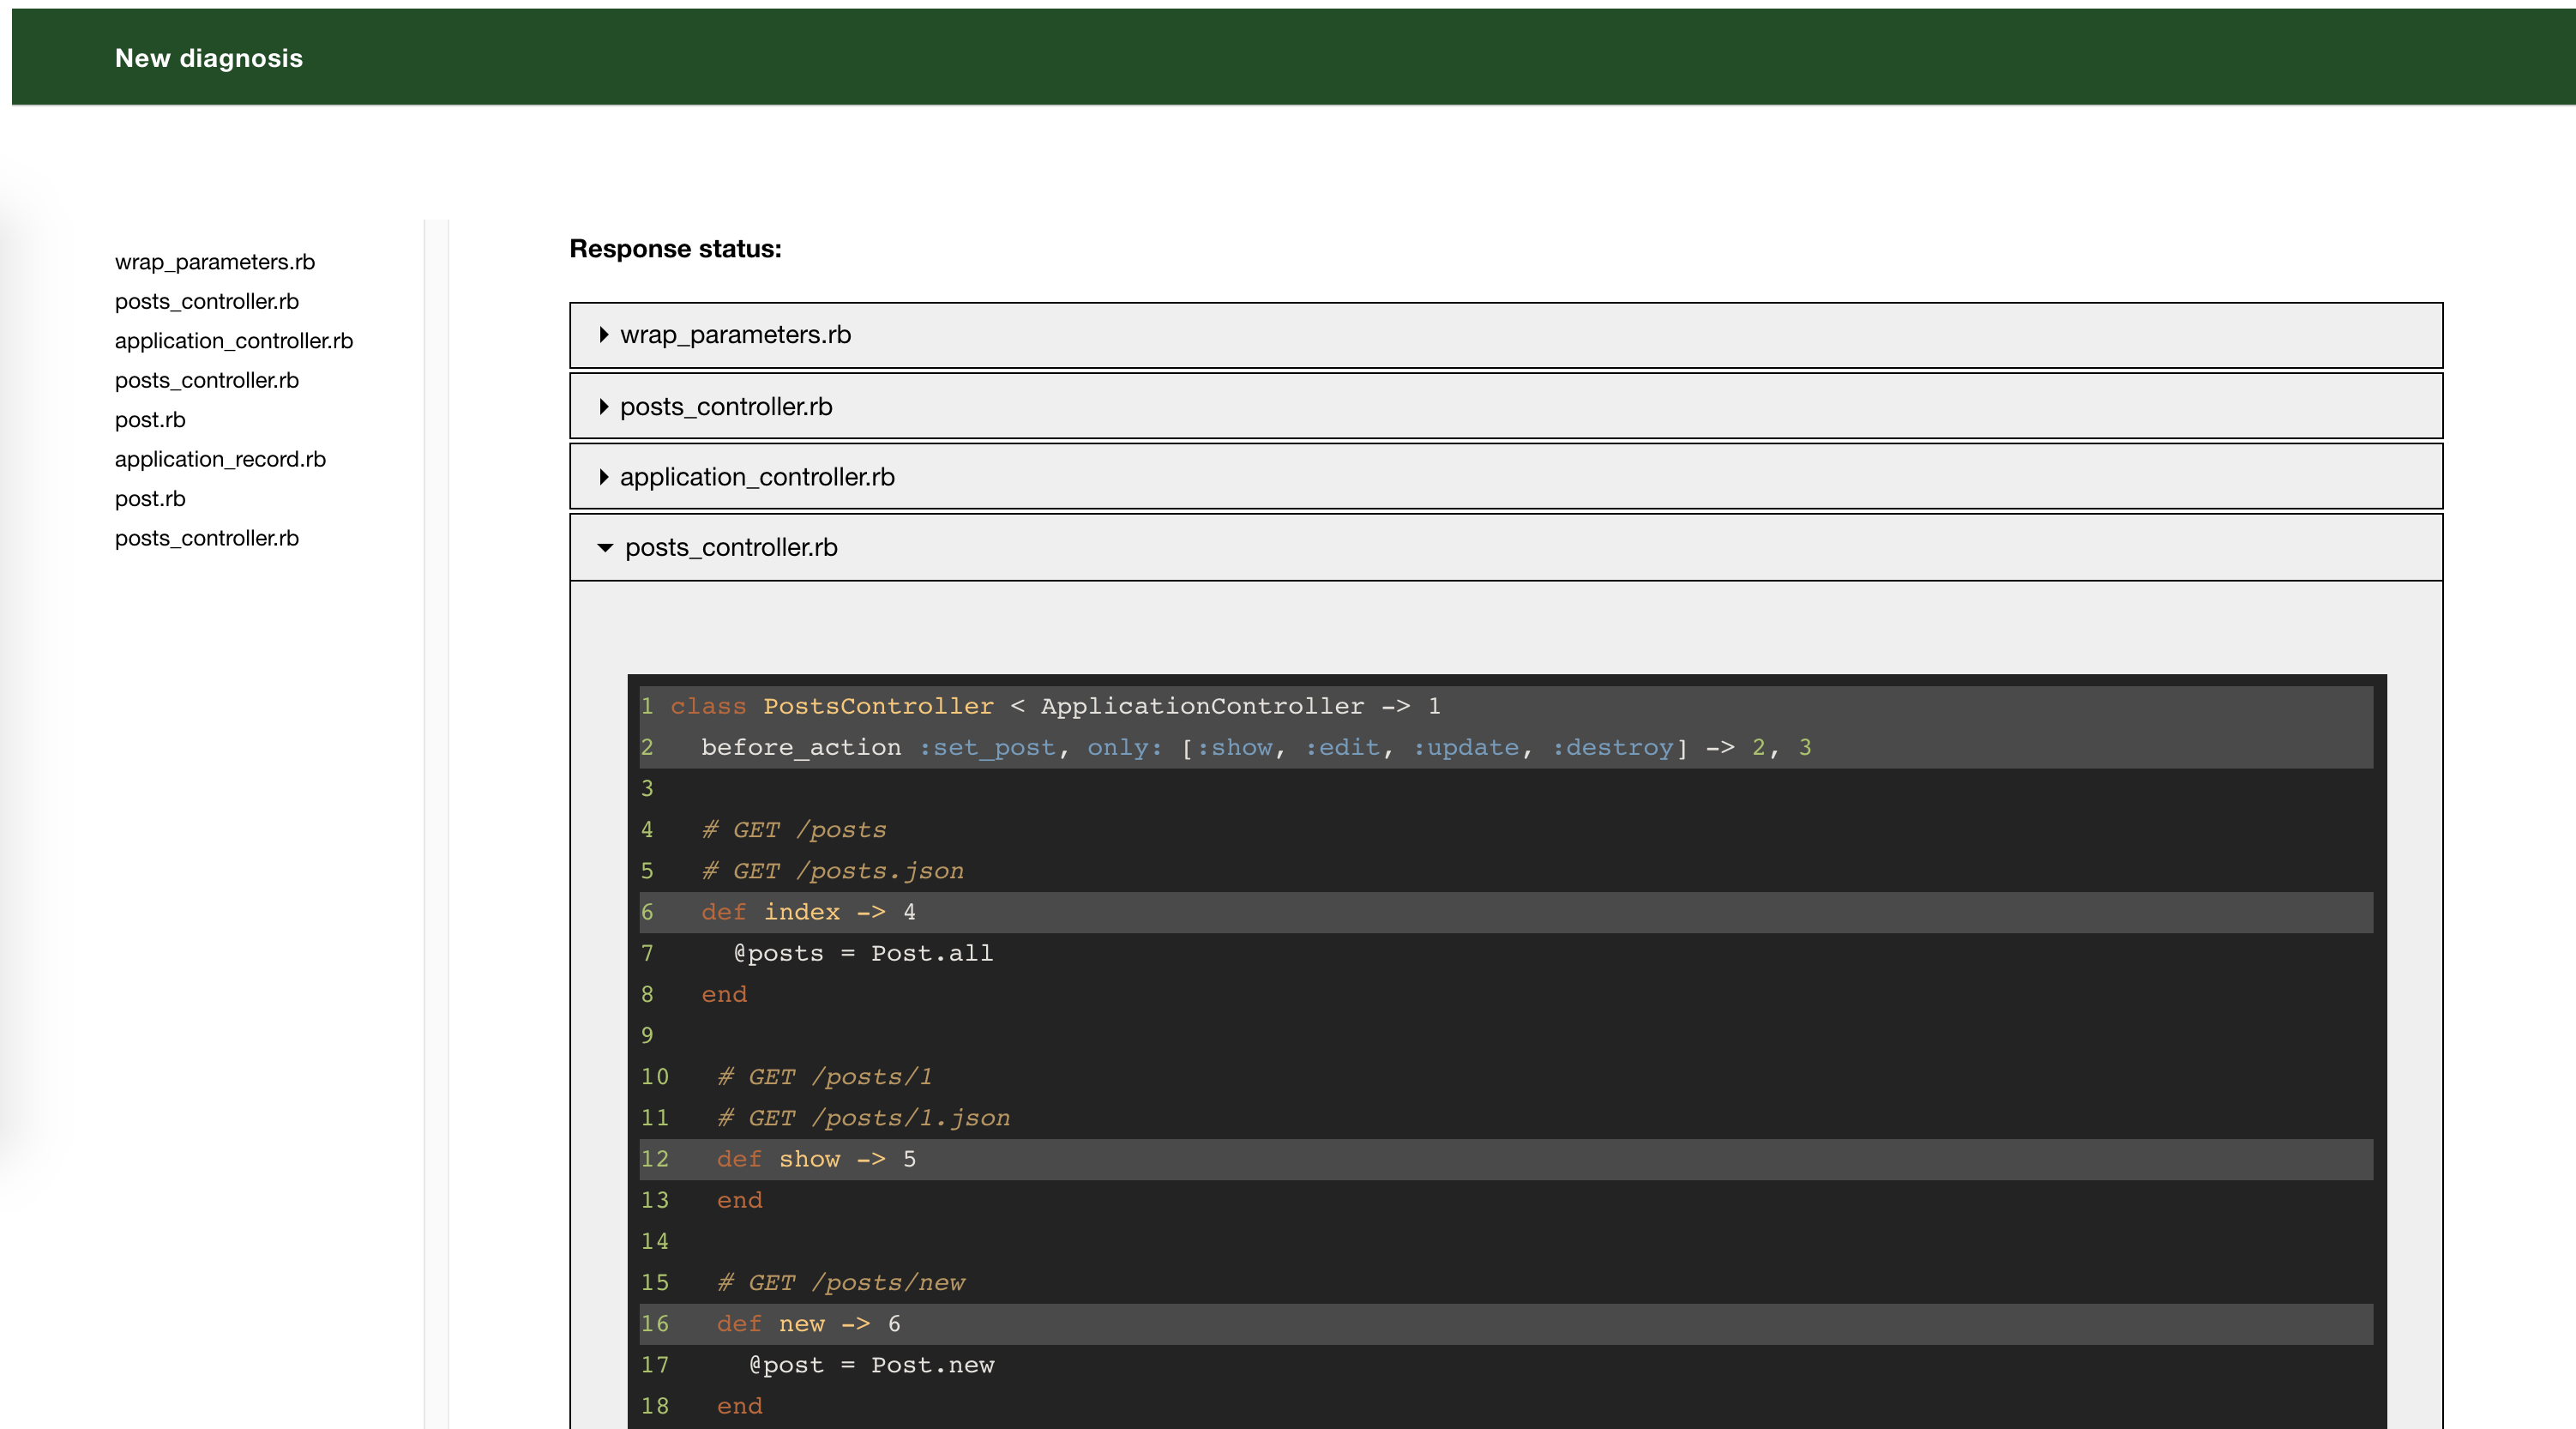 New diagnosis
wrap_parameters.rb
posts_controller.rb
application_controller.rb
posts_controller.rb
post.rb
application_record.rb
post.rb
posts_controller.rb
Response status:
wrap_parameters.rb
posts_controller.rb
application_controller.rb
posts_controller.rb
1 class PostsController < ApplicationController -> 1
2   before_action :set_post, only: [:show, :edit, :update, :destroy] -> 2, 3
3
4   # GET /posts
5   # GET /posts.json
6   def index -> 4
7     @posts = Post.all
8   end
9
10   # GET /posts/1
11   # GET /posts/1.json
12   def show -> 5
13   end
14
15   # GET /posts/new
16   def new -> 6
17     @post = Post.new
18   end